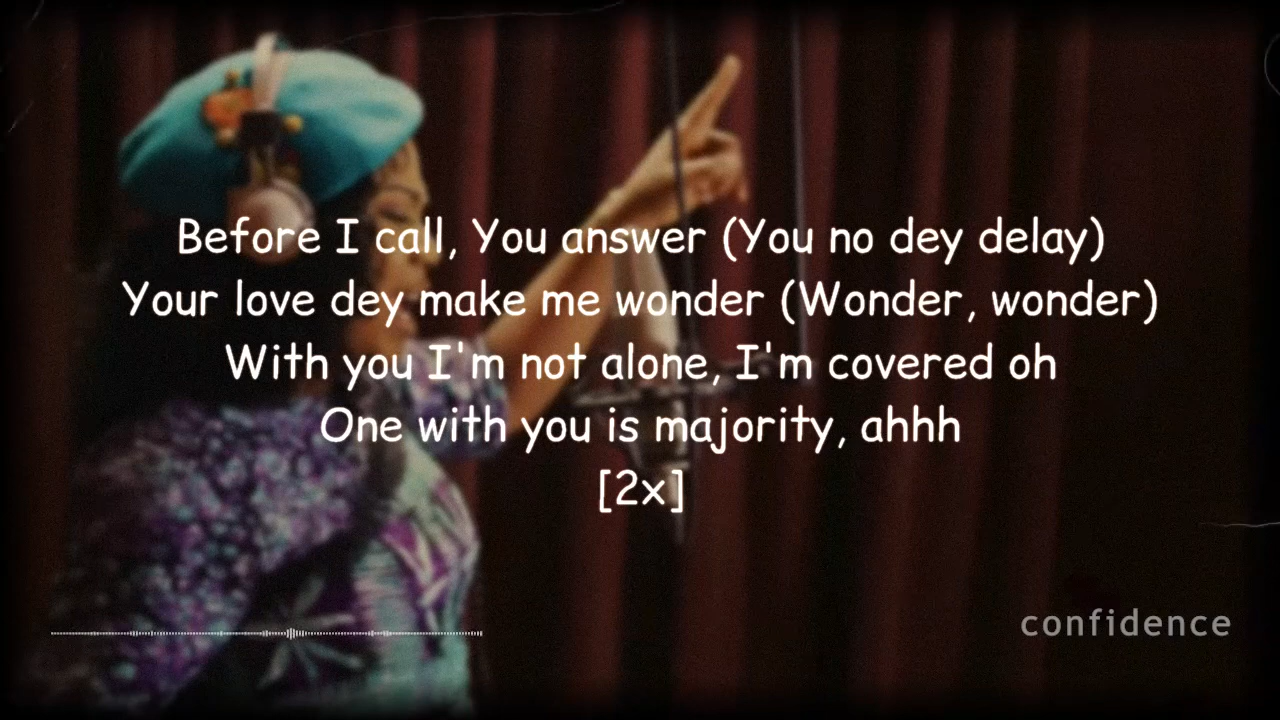 Before I call, You answer (You no dey delay)
Your love dey make me wonder (Wonder, wonder)
With you I'm not alone, I'm covered oh
One with you is majority, ahhh
[2x]
confidence